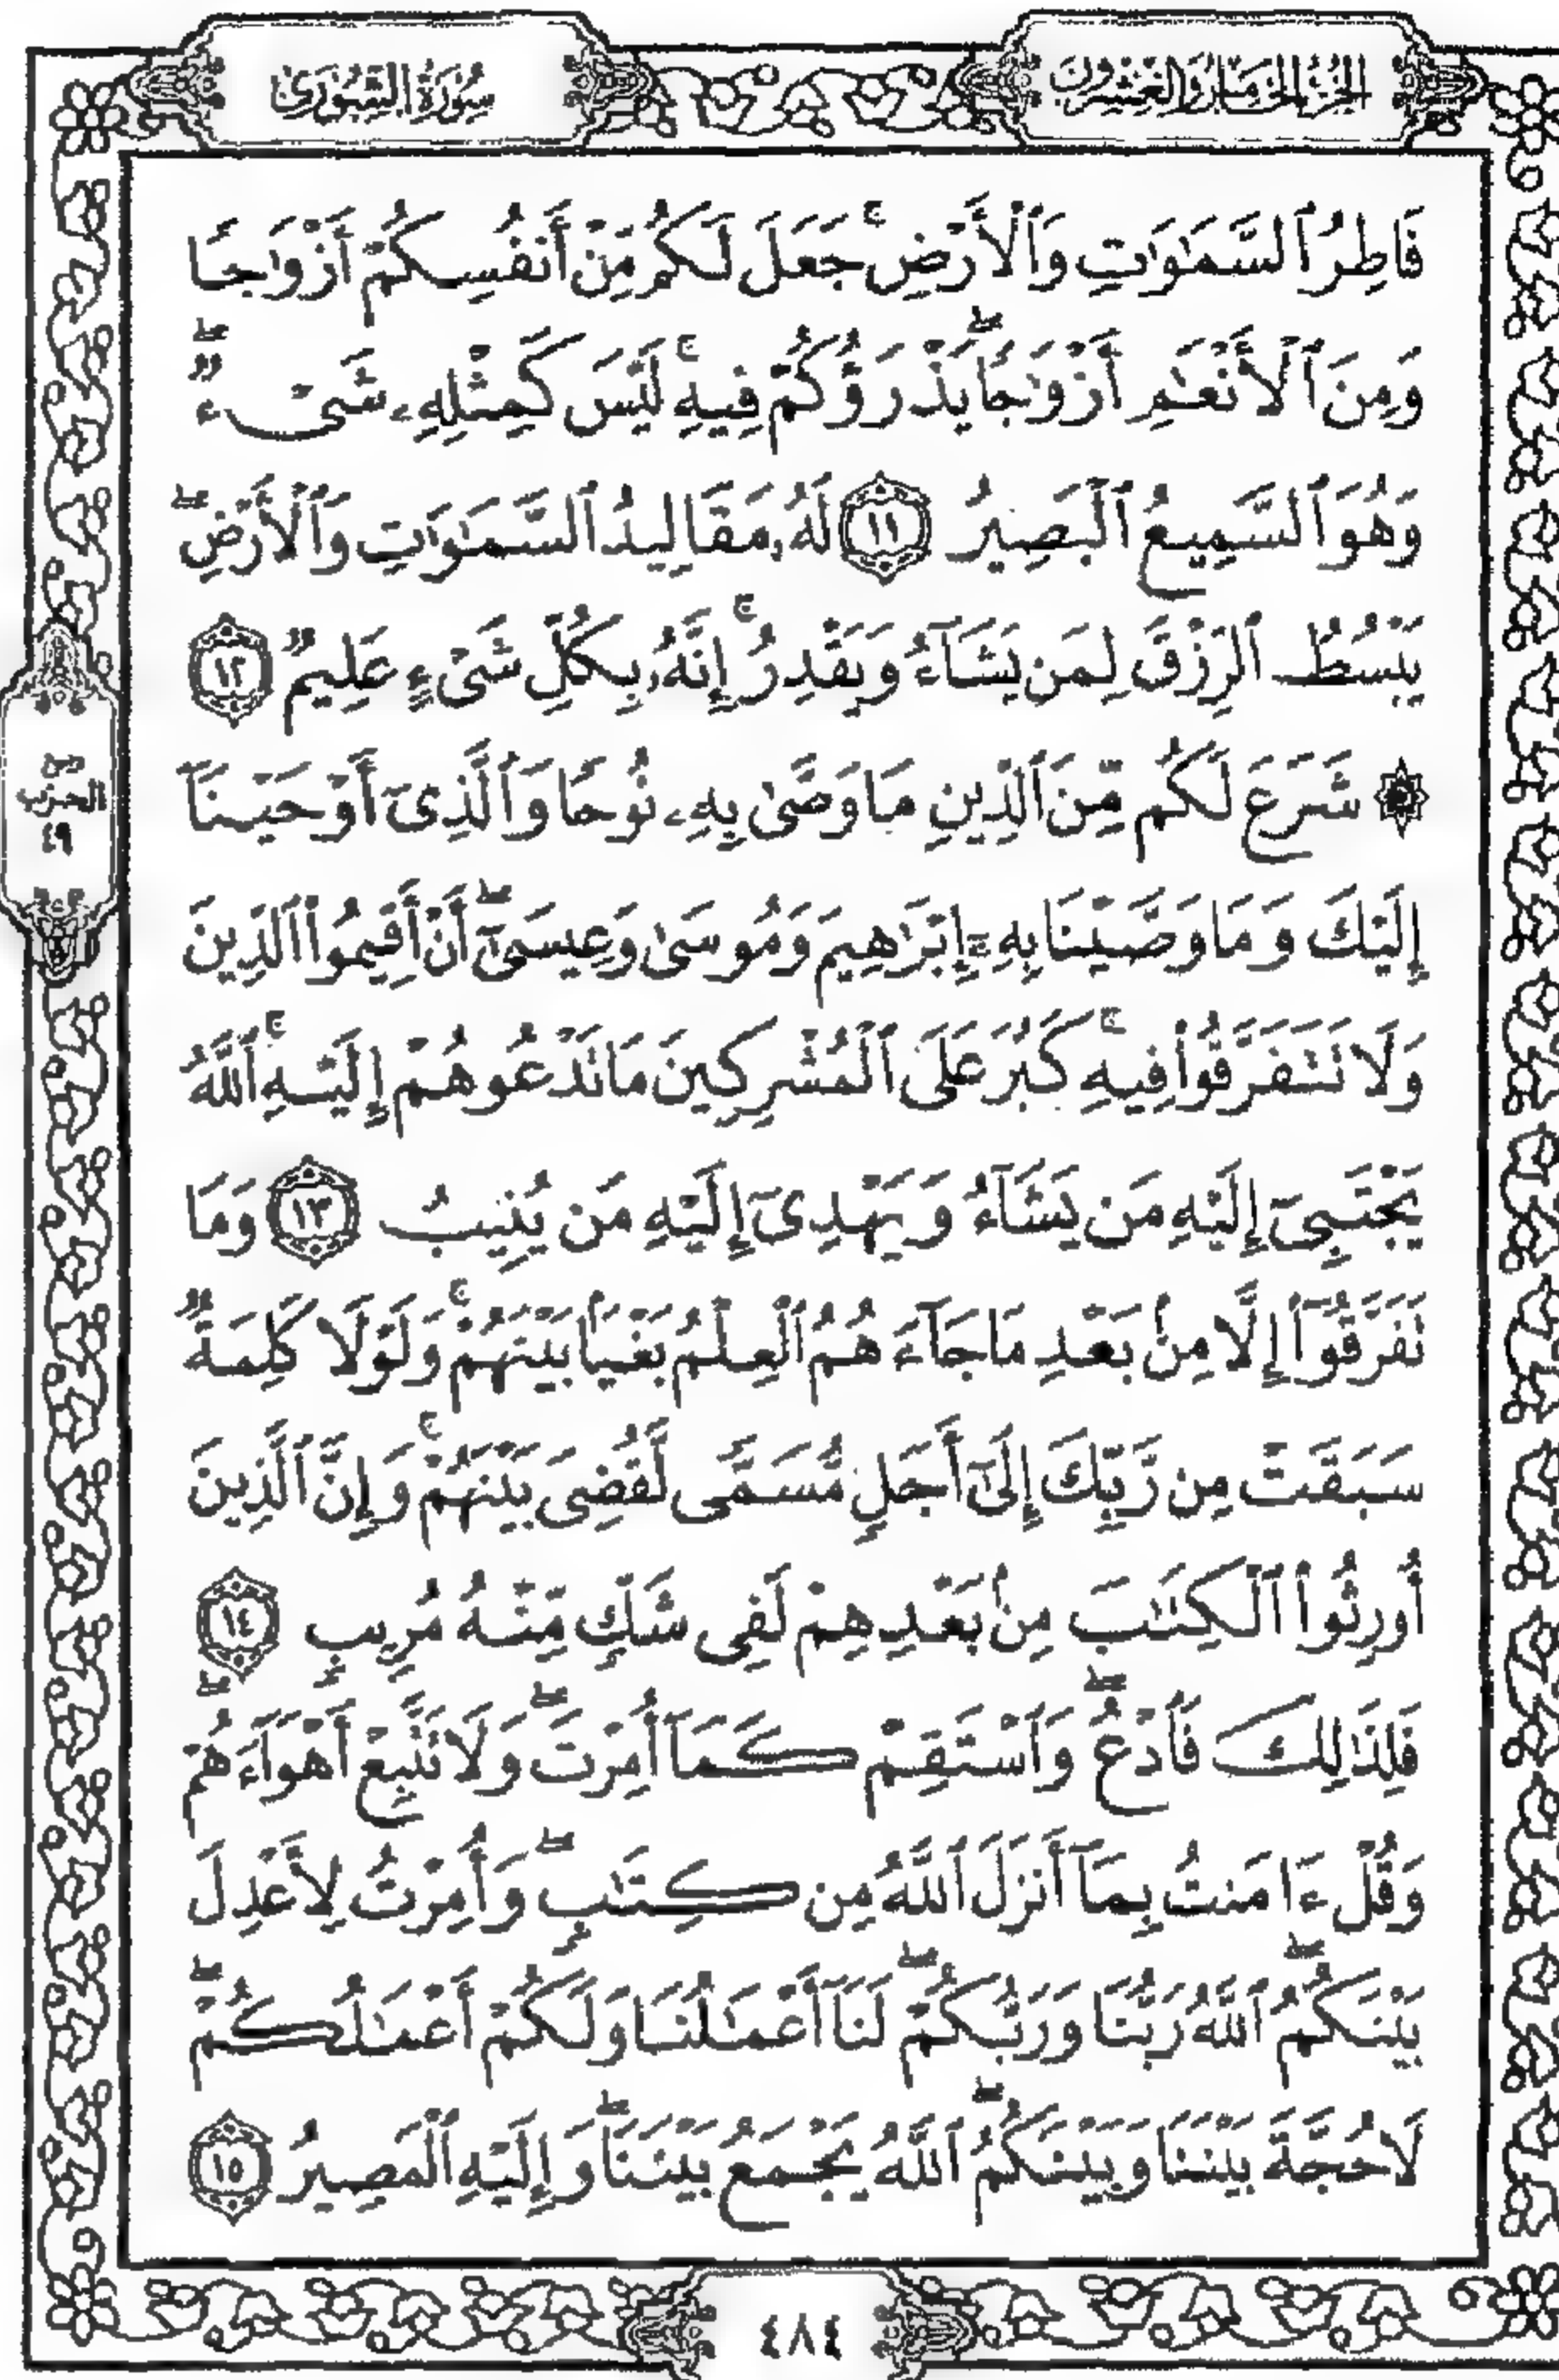 الجزء الخامس والعشرون
سورة الشورى
فَاطِرُ ٱلسَّمَٰوَٰتِ وَٱلْأَرْضِ ۚ جَعَلَ لَكُم مِّنْ أَنفُسِكُمْ أَزْوَٰجًا
وَمِنَ ٱلْأَنْعَٰمِ أَزْوَٰجًا ۖ يَذْرَؤُكُمْ فِيهِ ۚ لَيْسَ كَمِثْلِهِۦ شَىْءٌ ۖ
وَهُوَ ٱلسَّمِيعُ ٱلْبَصِيرُ ١١ لَهُۥ مَقَالِيدُ ٱلسَّمَٰوَٰتِ وَٱلْأَرْضِ ۖ
يَبْسُطُ ٱلرِّزْقَ لِمَن يَشَآءُ وَيَقْدِرُ ۚ إِنَّهُۥ بِكُلِّ شَىْءٍ عَلِيمٌ ١٢
۞ شَرَعَ لَكُم مِّنَ ٱلدِّينِ مَا وَصَّىٰ بِهِۦ نُوحًا وَٱلَّذِىٓ أَوْحَيْنَآ
إِلَيْكَ وَمَا وَصَّيْنَا بِهِۦٓ إِبْرَٰهِيمَ وَمُوسَىٰ وَعِيسَىٰٓ ۖ أَنْ أَقِيمُوا۟ ٱلدِّينَ
وَلَا تَتَفَرَّقُوا۟ فِيهِ ۚ كَبُرَ عَلَى ٱلْمُشْرِكِينَ مَا تَدْعُوهُمْ إِلَيْهِ ۚ ٱللَّهُ
يَجْتَبِىٓ إِلَيْهِ مَن يَشَآءُ وَيَهْدِىٓ إِلَيْهِ مَن يُنِيبُ ١٣ وَمَا
تَفَرَّقُوٓا۟ إِلَّا مِنۢ بَعْدِ مَا جَآءَهُمُ ٱلْعِلْمُ بَغْيًۢا بَيْنَهُمْ ۚ وَلَوْلَا كَلِمَةٌ
سَبَقَتْ مِن رَّبِّكَ إِلَىٰٓ أَجَلٍ مُّسَمًّى لَّقُضِىَ بَيْنَهُمْ ۚ وَإِنَّ ٱلَّذِينَ
أُورِثُوا۟ ٱلْكِتَٰبَ مِنۢ بَعْدِهِمْ لَفِى شَكٍّ مِّنْهُ مُرِيبٍ ١٤
فَلِذَٰلِكَ فَٱدْعُ ۖ وَٱسْتَقِمْ كَمَآ أُمِرْتَ ۖ وَلَا تَتَّبِعْ أَهْوَآءَهُمْ ۖ
وَقُلْ ءَامَنتُ بِمَآ أَنزَلَ ٱللَّهُ مِن كِتَٰبٍ ۖ وَأُمِرْتُ لِأَعْدِلَ
بَيْنَكُمُ ۖ ٱللَّهُ رَبُّنَا وَرَبُّكُمْ ۖ لَنَآ أَعْمَٰلُنَا وَلَكُمْ أَعْمَٰلُكُمْ ۖ
لَا حُجَّةَ بَيْنَنَا وَبَيْنَكُمُ ۖ ٱللَّهُ يَجْمَعُ بَيْنَنَا ۖ وَإِلَيْهِ ٱلْمَصِيرُ ١٥
الحزب
٤٩
٤٨٤